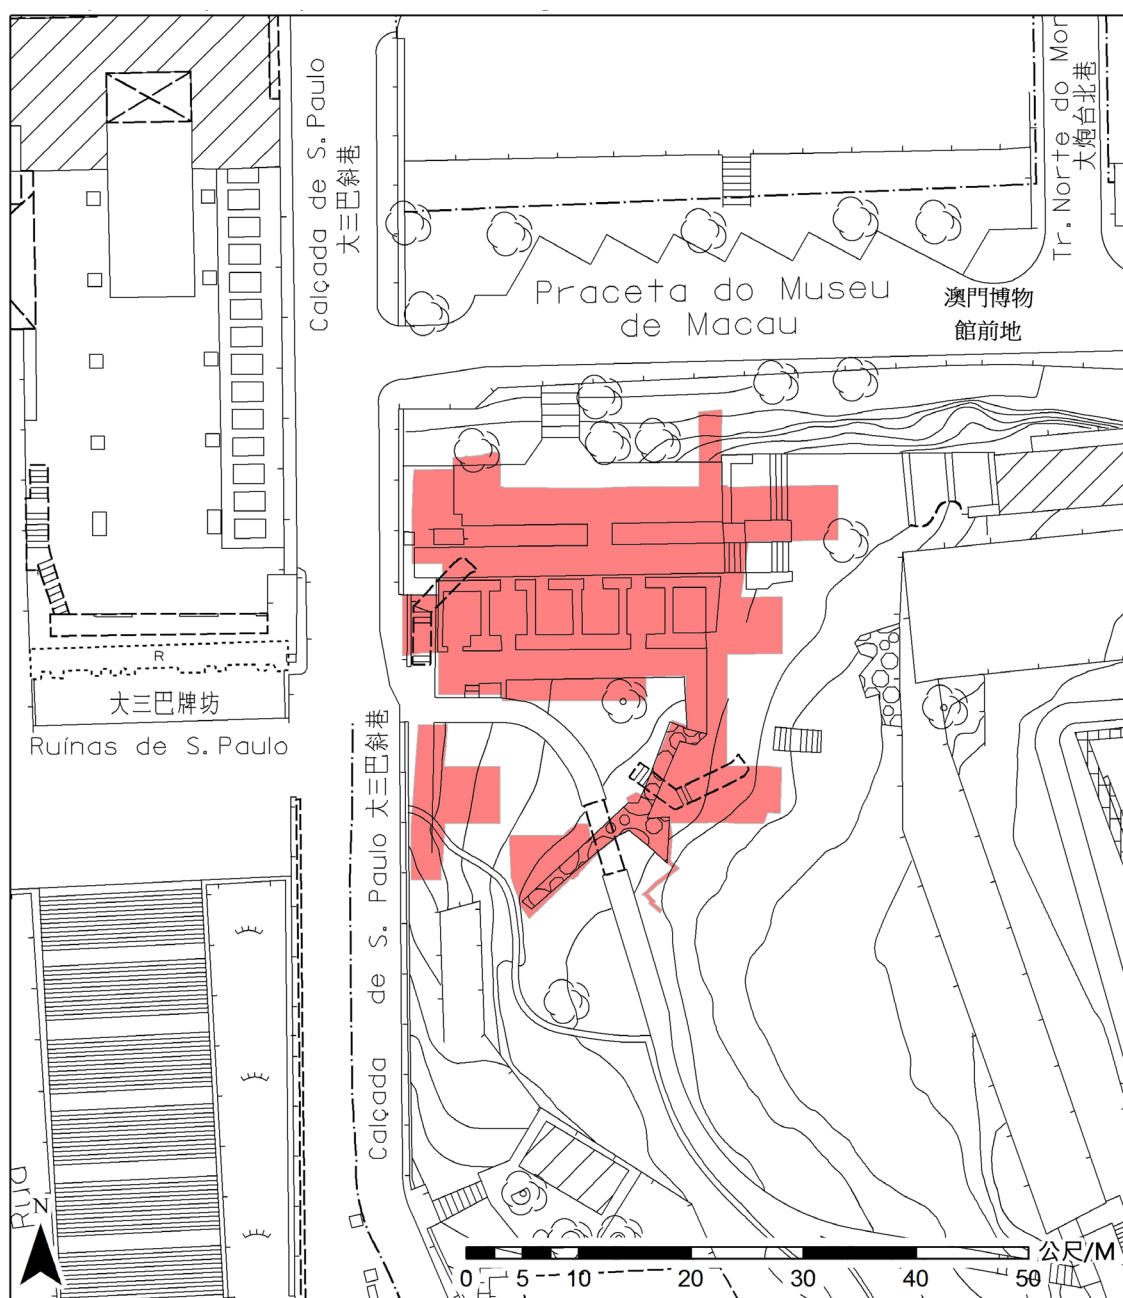 Calçada de S. Paulo
大三巴斜巷
Tr. Norte do Mor
大炮台北巷
Praceta do Museu
de Macau
澳門博物
館前地
R
大三巴牌坊
Ruínas de S. Paulo
Calçada de S. Paulo 大三巴斜巷
Rua
N
0 5 10 20 30 40 50 公尺/M